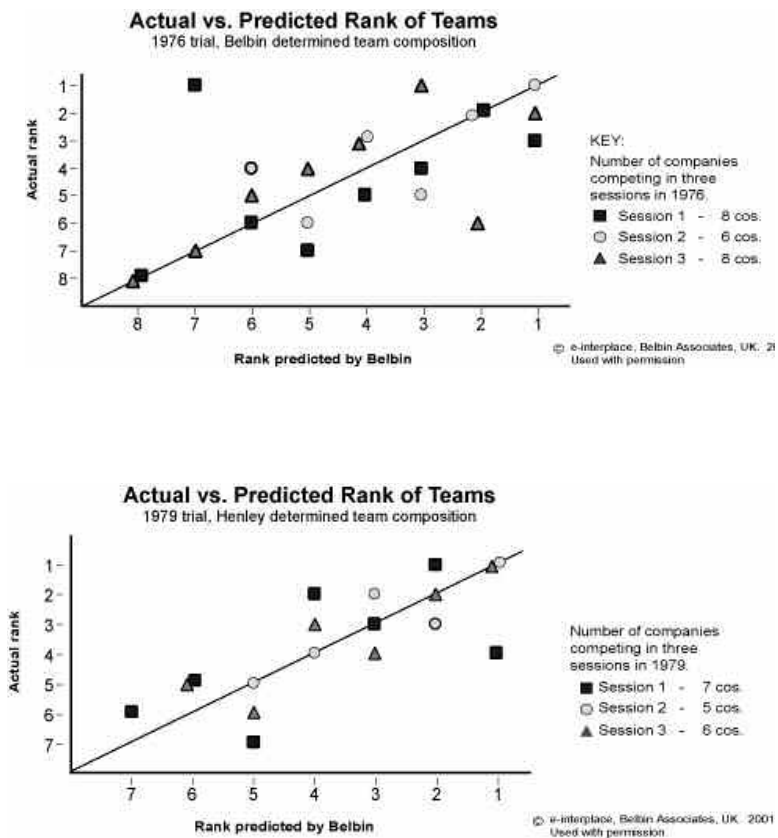 Actual vs. Predicted Rank of Teams
1976 trial, Belbin determined team composition
Actual rank
1
2
3
4
5
6
7
8
8 7 6 5 4 3 2 1
Rank predicted by Belbin
KEY:
Number of companies
competing in three
sessions in 1976.
Session 1 - 8 cos.
Session 2 - 6 cos.
Session 3 - 8 cos.
© e-interplace, Belbin Associates, UK.
Used with permission
Actual vs. Predicted Rank of Teams
1979 trial, Henley determined team composition
Actual rank
1
2
3
4
5
6
7
7 6 5 4 3 2 1
Rank predicted by Belbin
Number of companies
competing in three
sessions in 1979.
Session 1 - 7 cos.
Session 2 - 5 cos.
Session 3 - 6 cos.
© e-interplace, Belbin Associates, UK. 2001
Used with permission